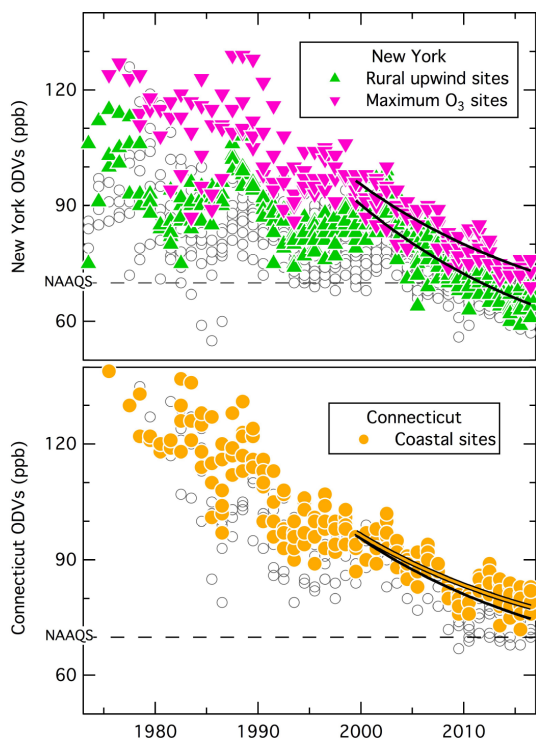 New York ODVs (ppb)
120
90
NAAQS
60
New York
Rural upwind sites
Maximum O₃ sites
Connecticut ODVs (ppb)
120
90
NAAQS
60
Connecticut
Coastal sites
1980
1990
2000
2010